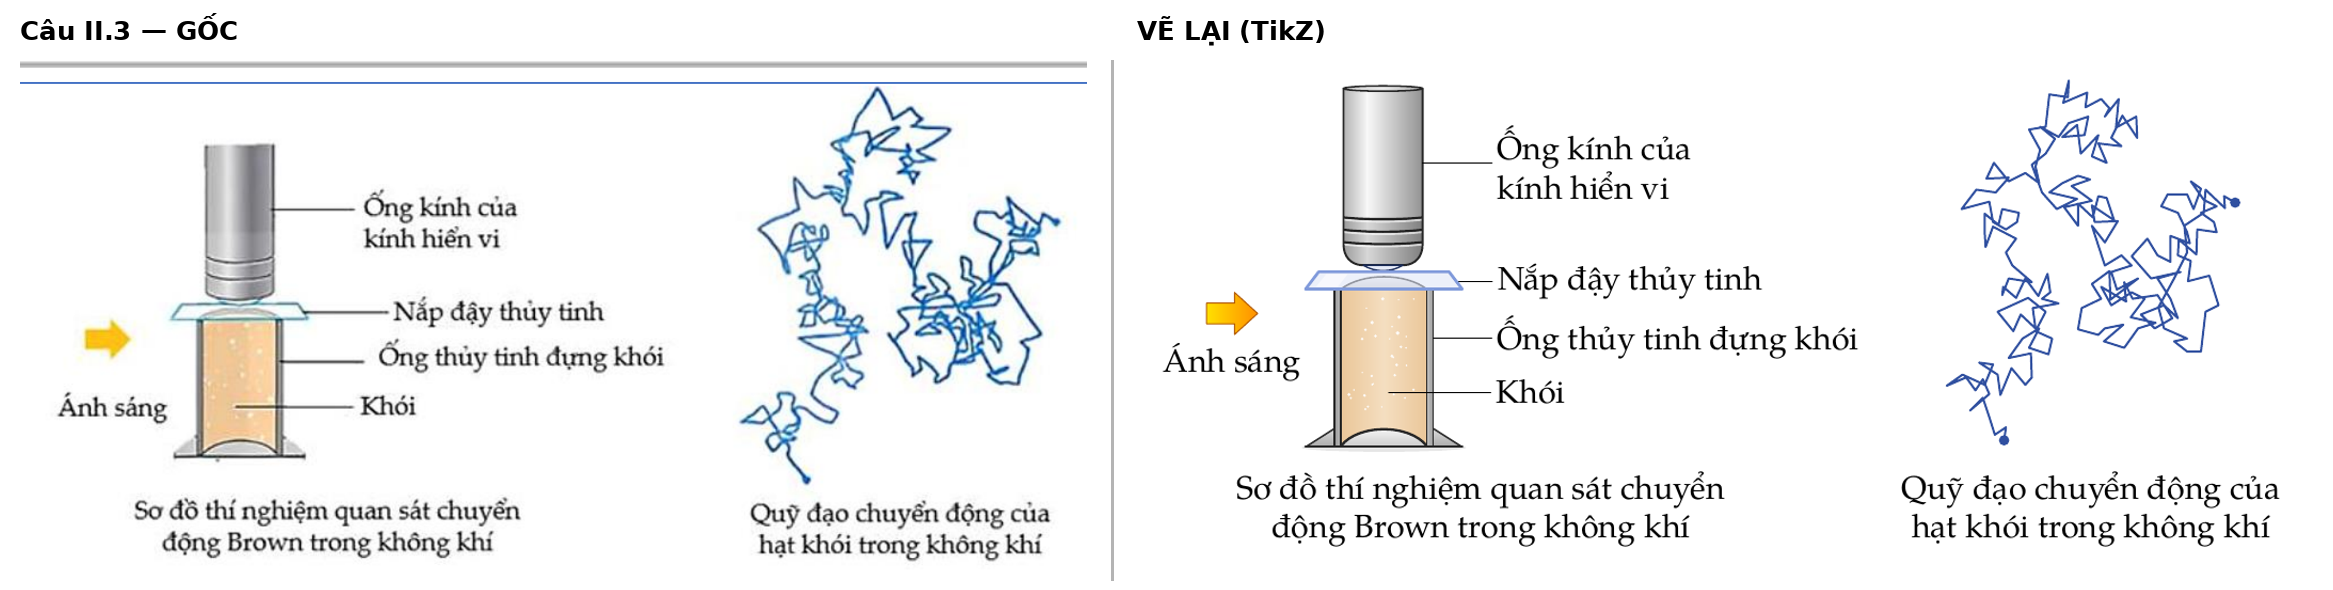 Câu II.3 — GỐC
Ống kính của
kính hiển vi
Nắp đậy thủy tinh
Ống thủy tinh đựng khói
Ánh sáng
Khói
Sơ đồ thí nghiệm quan sát chuyển
động Brown trong không khí
Quỹ đạo chuyển động của
hạt khói trong không khí
VẼ LẠI (TikZ)
Ống kính của
kính hiển vi
Nắp đậy thủy tinh
Ống thủy tinh đựng khói
Ánh sáng
Khói
Sơ đồ thí nghiệm quan sát chuyển
động Brown trong không khí
Quỹ đạo chuyển động của
hạt khói trong không khí